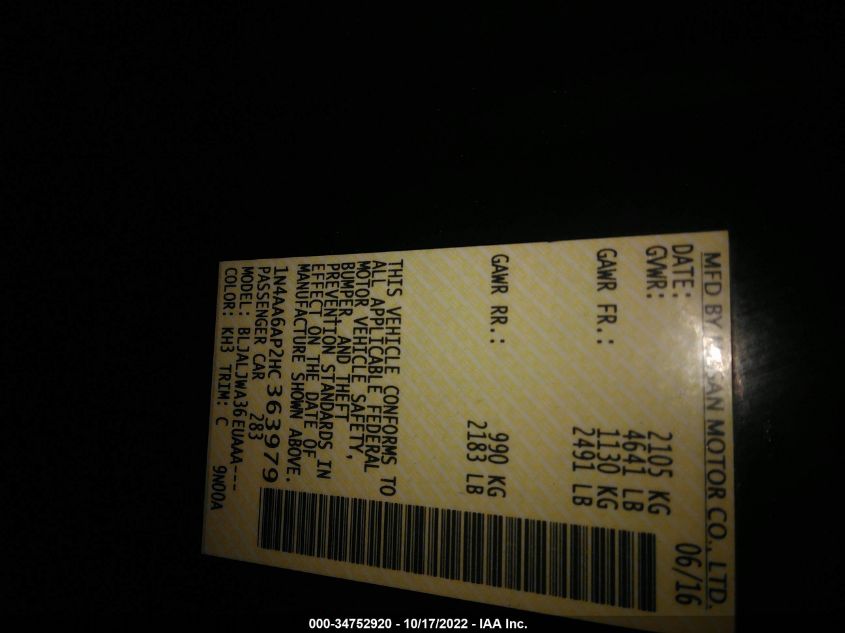 MFD BY NISSAN MOTOR CO., LTD.
DATE: 06/16
GVWR: 2105 KG
4641 LB
GAWR FR.: 1130 KG
2491 LB
GAWR RR.: 990 KG
2183 LB
THIS VEHICLE CONFORMS TO
ALL APPLICABLE FEDERAL
MOTOR VEHICLE SAFETY,
BUMPER, AND THEFT
PREVENTION STANDARDS IN
EFFECT ON THE DATE OF
MANUFACTURE SHOWN ABOVE.
1N4AA6AP2HC363979
PASSENGER CAR 283
MODEL: BLJALJWA36EUAAA---
COLOR: KH3 TRIM: C 9N00A
000-34752920 - 10/17/2022 - IAA Inc.